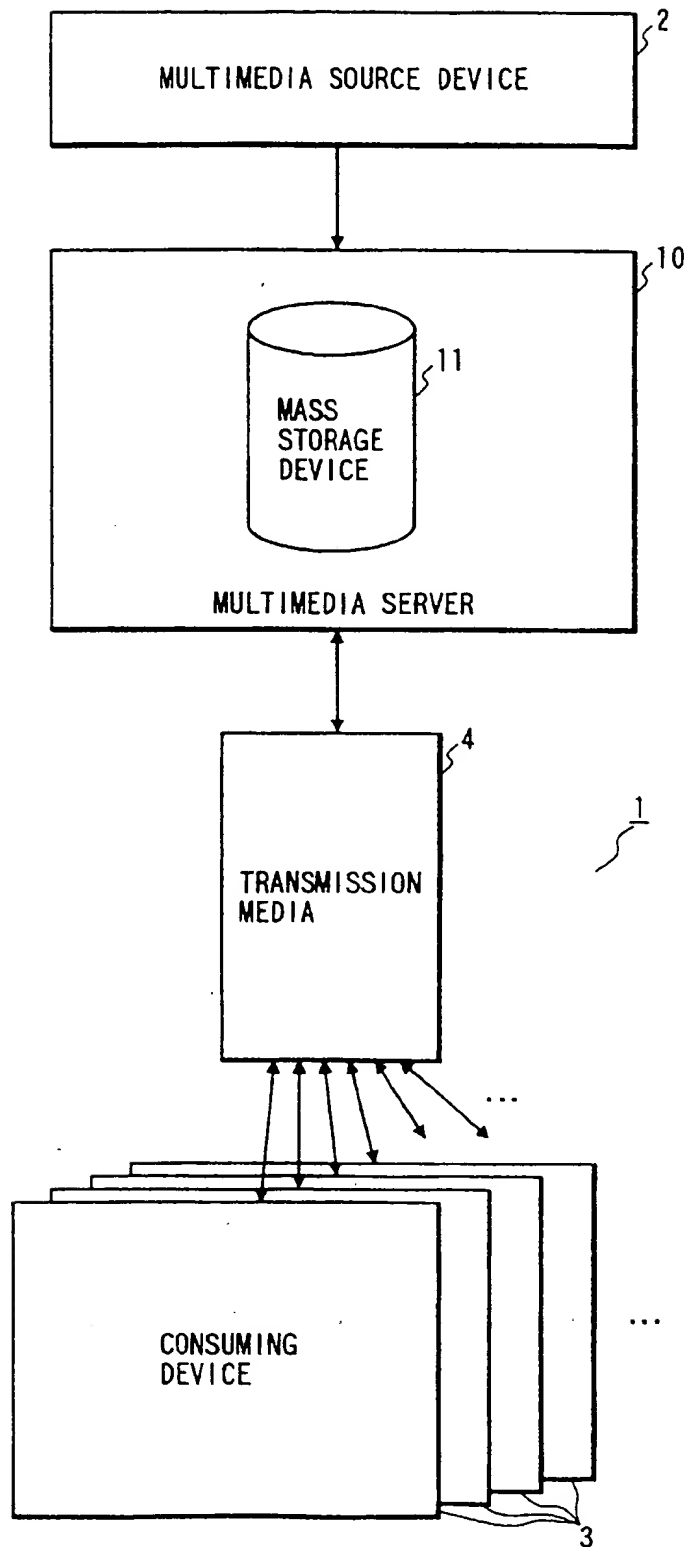 2
MULTIMEDIA SOURCE DEVICE
10
11
MASS
STORAGE
DEVICE
MULTIMEDIA SERVER
4
1
TRANSMISSION
MEDIA
...
...
CONSUMING
DEVICE
3